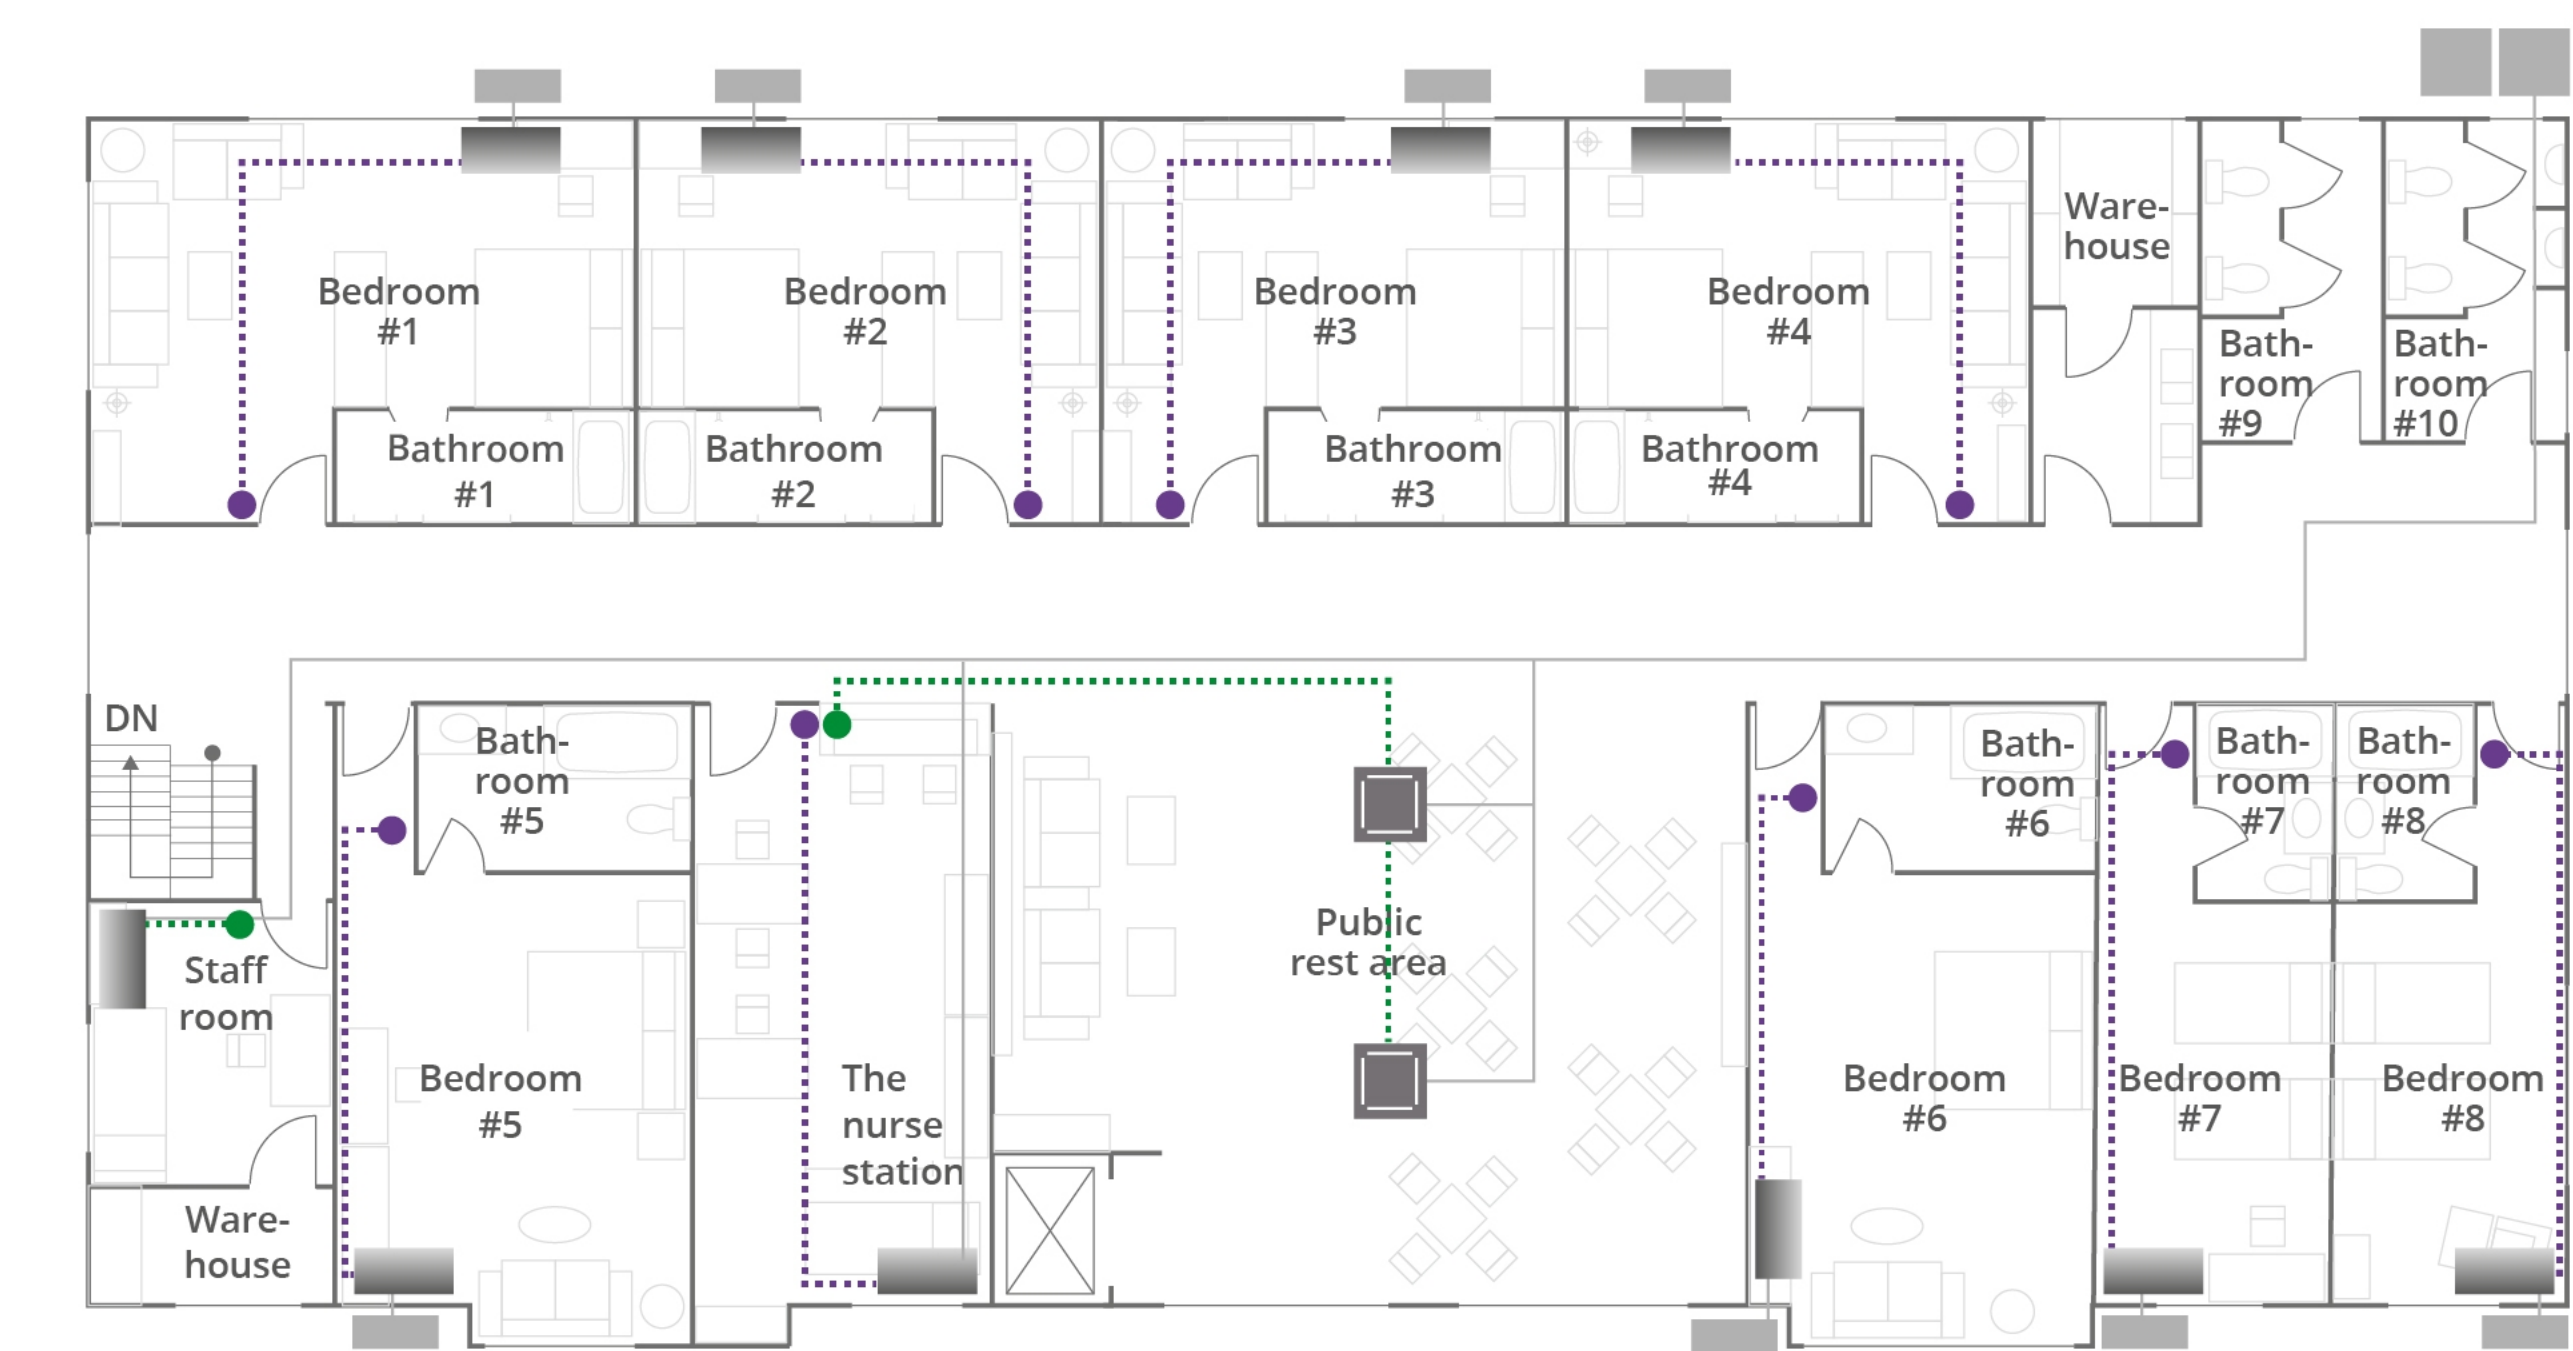 Bedroom
#1
Bedroom
#2
Bedroom
#3
Bedroom
#4
Ware-
house
Bath-
room
#9
Bath-
room
#10
Bathroom
#1
Bathroom
#2
Bathroom
#3
Bathroom
#4
DN
Bath-
room
#5
Bath-
room
#6
Bath-
room
#7
Bath-
room
#8
Staff
room
Public
rest area
Bedroom
#5
The
nurse
station
Bedroom
#6
Bedroom
#7
Bedroom
#8
Ware-
house